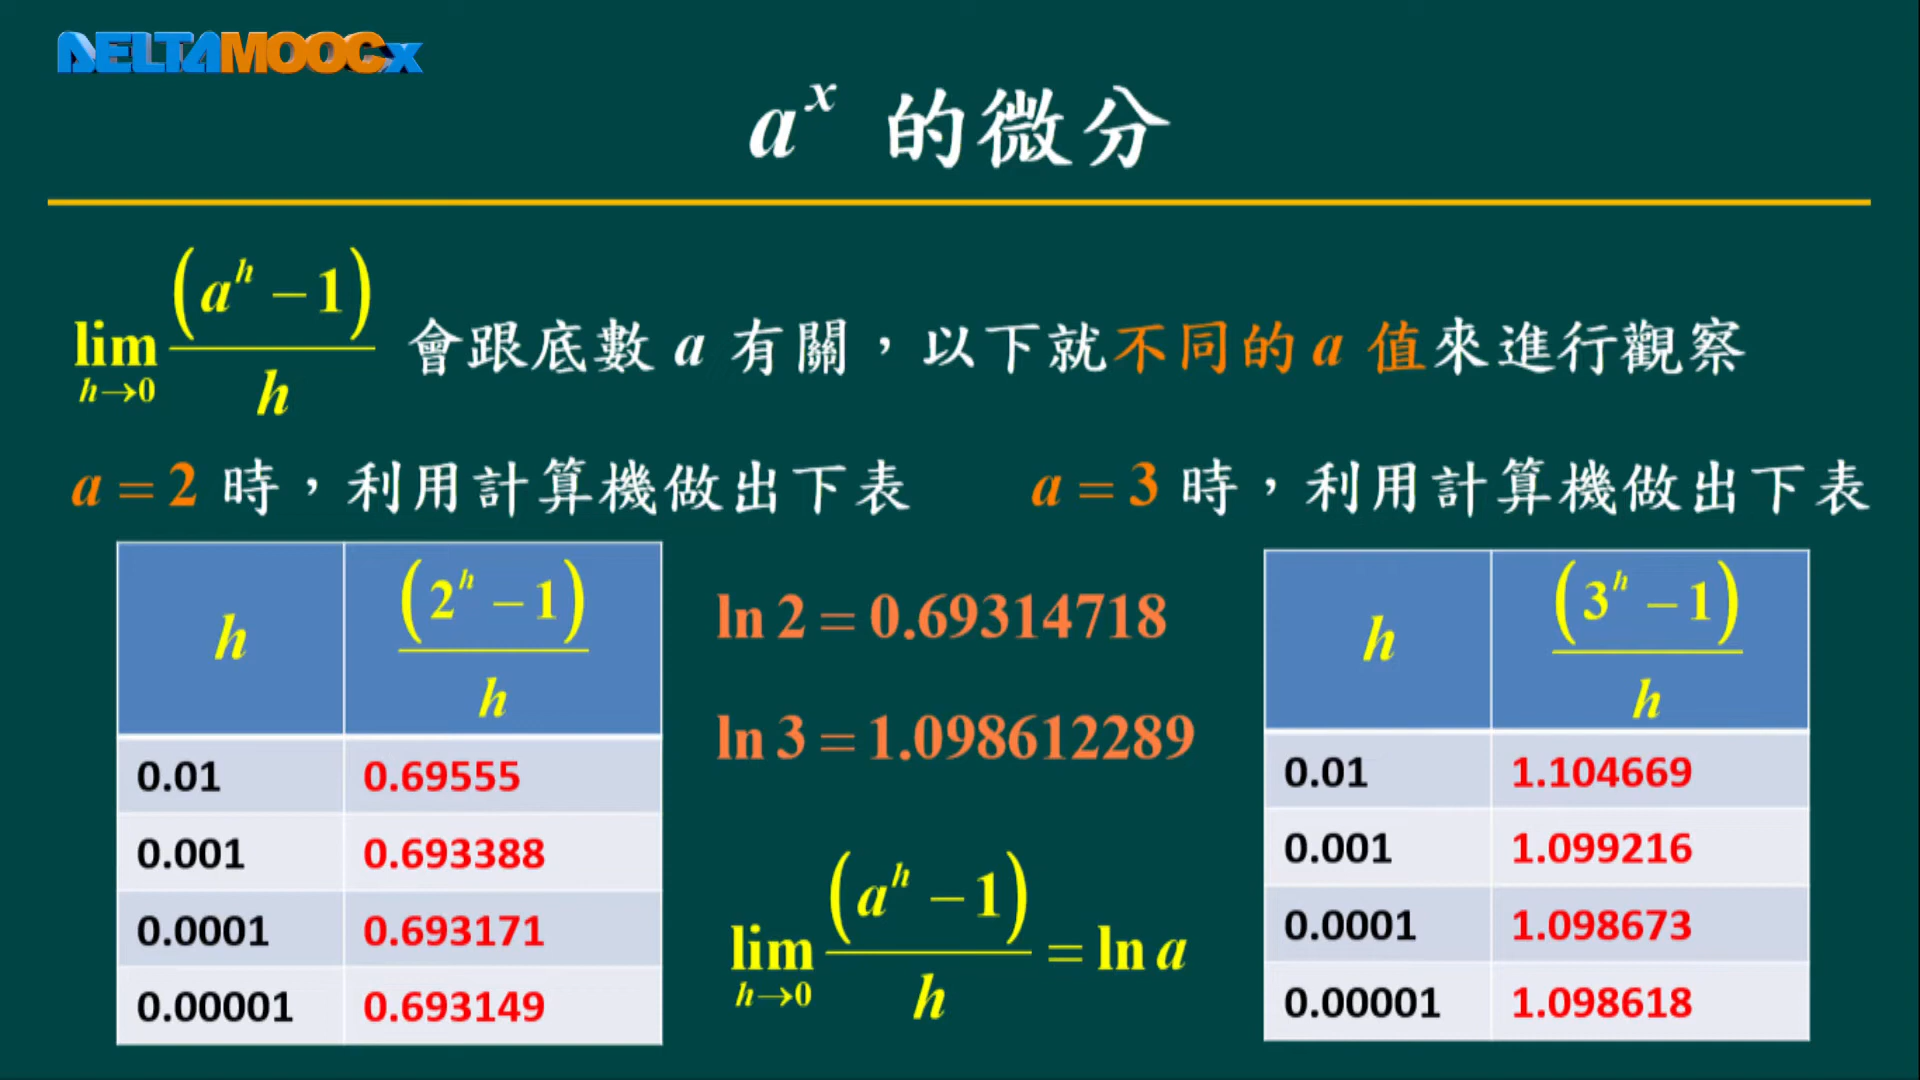 DELTAMOOCx
a^x 的微分
lim_{h→0} (a^h − 1)/h 會跟底數 a 有關，以下就不同的 a 值來進行觀察
a = 2 時，利用計算機做出下表
h (2^h − 1)/h
0.01 0.69555
0.001 0.693388
0.0001 0.693171
0.00001 0.693149
ln 2 = 0.69314718
ln 3 = 1.098612289
lim_{h→0} (a^h − 1)/h = ln a
a = 3 時，利用計算機做出下表
h (3^h − 1)/h
0.01 1.104669
0.001 1.099216
0.0001 1.098673
0.00001 1.098618